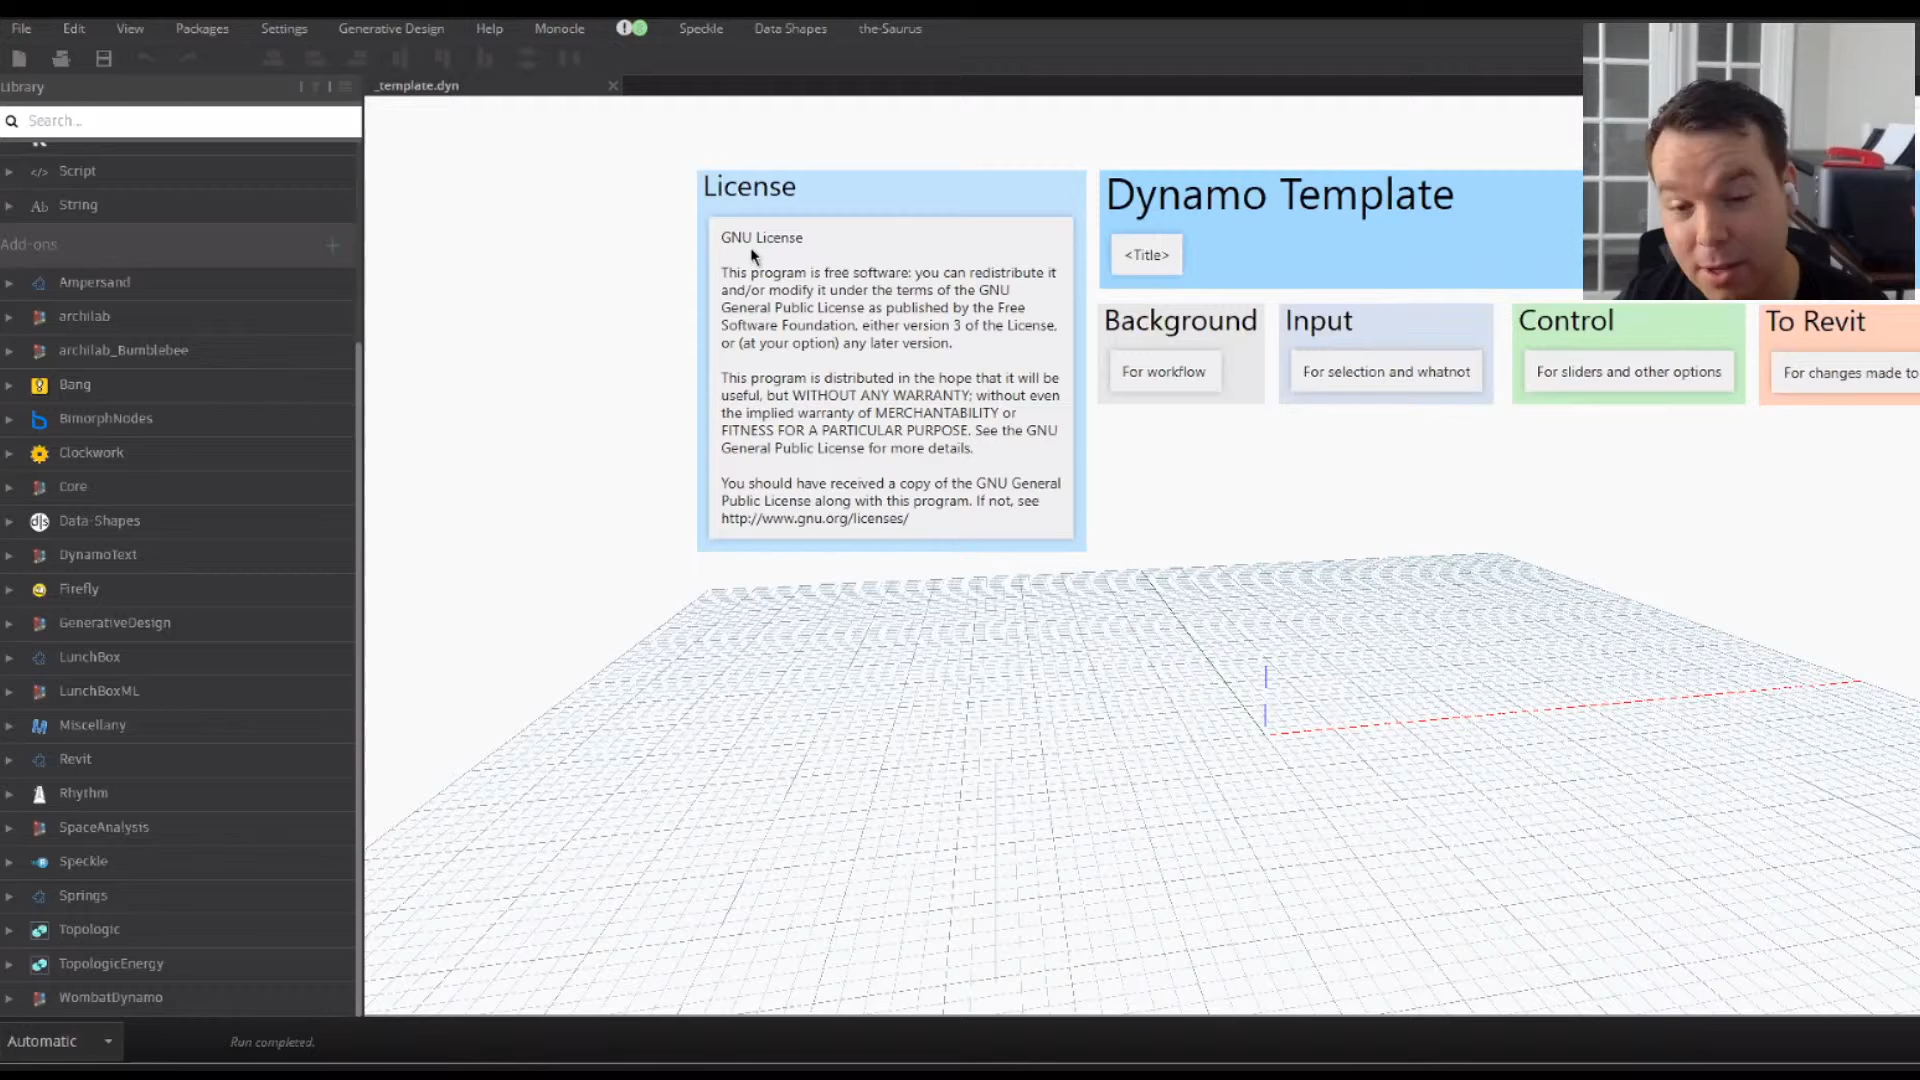 File Edit View Packages Settings Generative Design Help Monocle Speckle Data Shapes the-Saurus
Library
_template.dyn
Search...
Script
String
Add-ons
Ampersand
archilab
archilab_Bumblebee
Bang
BimorphNodes
Clockwork
Core
Data-Shapes
DynamoText
Firefly
GenerativeDesign
LunchBox
LunchBoxML
Miscellany
Revit
Rhythm
SpaceAnalysis
Speckle
Springs
Topologic
TopologicEnergy
WombatDynamo
License
GNU License
This program is free software: you can redistribute it
and/or modify it under the terms of the GNU
General Public License as published by the Free
Software Foundation, either version 3 of the License,
or (at your option) any later version.
This program is distributed in the hope that it will be
useful, but WITHOUT ANY WARRANTY; without even
the implied warranty of MERCHANTABILITY or
FITNESS FOR A PARTICULAR PURPOSE. See the GNU
General Public License for more details.
You should have received a copy of the GNU General
Public License along with this program. If not, see
http://www.gnu.org/licenses/
Dynamo Template
<Title>
Background
For workflow
Input
For selection and whatnot
Control
For sliders and other options
To Revit
For changes made to
Automatic
Run completed.